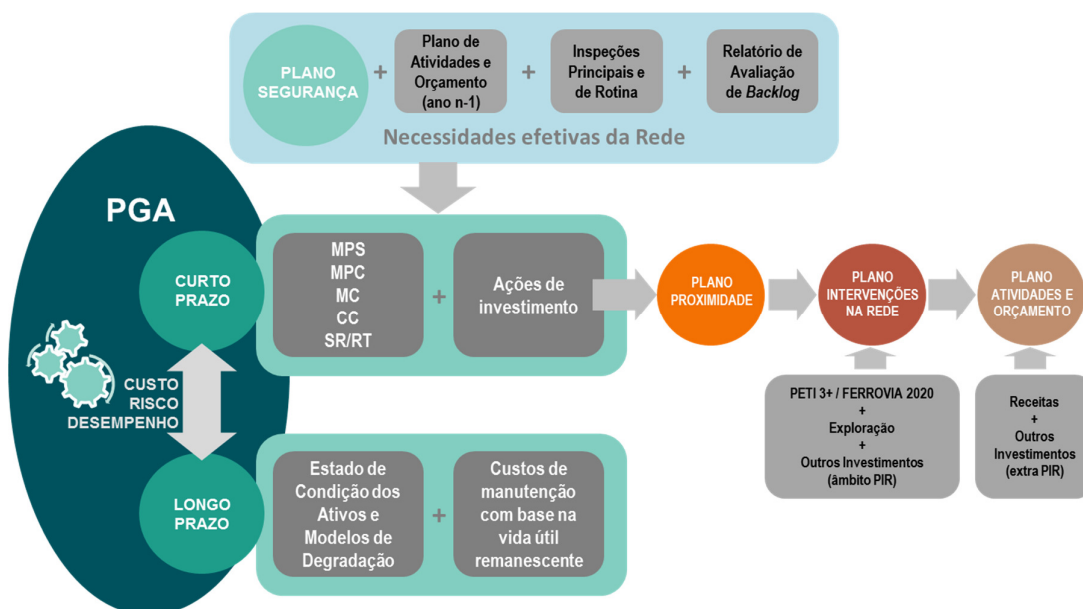 PLANO
SEGURANÇA
+
Plano de
Atividades e
Orçamento
(ano n-1)
+
Inspeções
Principais e
de Rotina
+
Relatório de
Avaliação
de Backlog
Necessidades efetivas da Rede
PGA
CURTO
PRAZO
MPS
MPC
MC
CC
SR/RT
+
Ações de
investimento
PLANO
PROXIMIDADE
PLANO
INTERVENÇÕES
NA REDE
PLANO
ATIVIDADES E
ORÇAMENTO
CUSTO
RISCO
DESEMPENHO
PETI 3+ / FERROVIA 2020
+
Exploração
+
Outros Investimentos
(âmbito PIR)
Receitas
+
Outros
Investimentos
(extra PIR)
LONGO
PRAZO
Estado de
Condição dos
Ativos e
Modelos de
Degradação
+
Custos de
manutenção
com base na
vida útil
remanescente